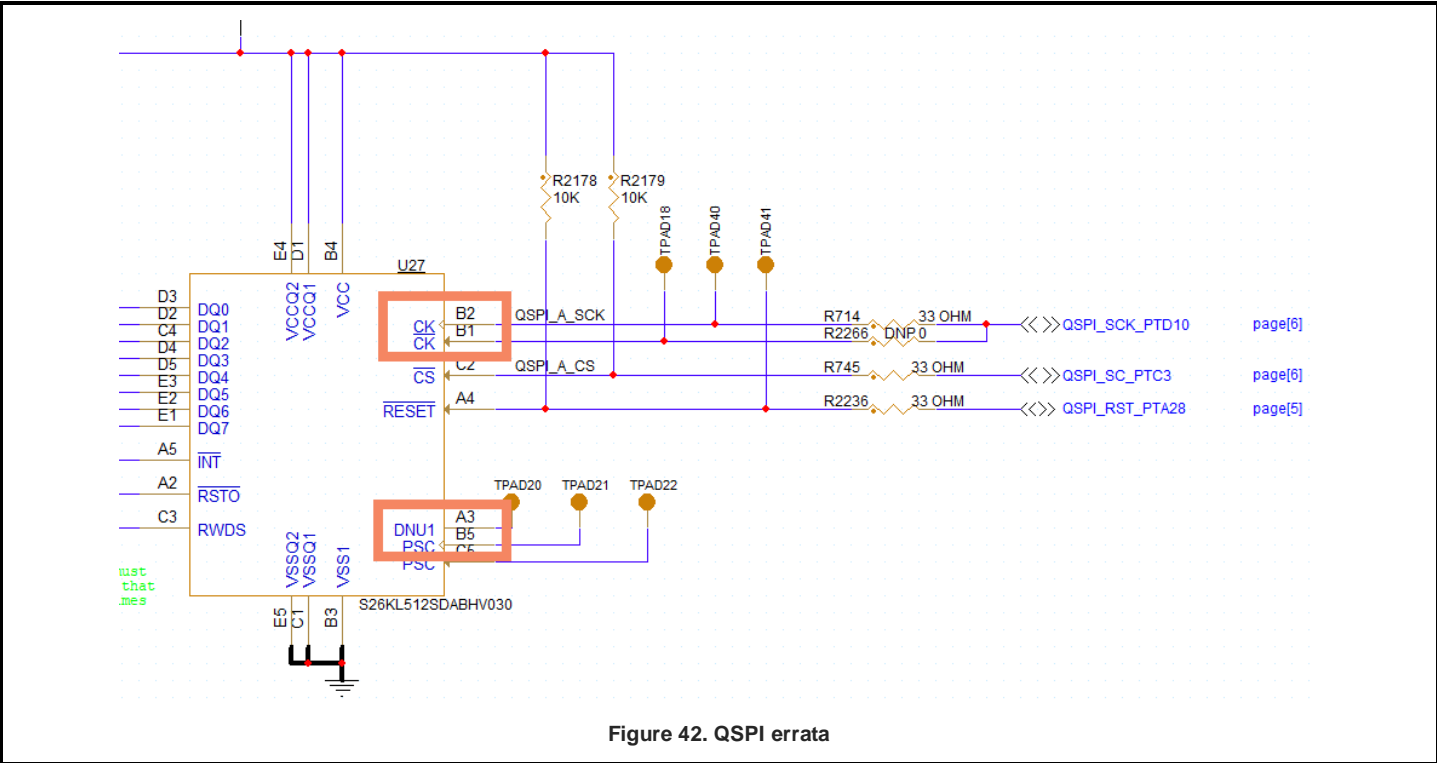 R2178
10K
R2179
10K
TPAD18
TPAD40
TPAD41
E4
D1
B4
U27
VCCQ2
VCCQ1
VCC
D3
DQ0
D2
DQ1
C4
DQ2
D4
DQ3
D5
DQ4
E3
DQ5
E2
DQ6
E1
DQ7
A5
INT
A2
RSTO
C3
RWDS
CK
B2
QSPI_A_SCK
CK
B1
CS
C2
QSPI_A_CS
RESET
A4
R714
33 OHM
QSPI_SCK_PTD10
page[6]
R2266
DNP 0
R745
33 OHM
QSPI_SC_PTC3
page[6]
R2236
33 OHM
QSPI_RST_PTA28
page[5]
TPAD20
TPAD21
TPAD22
DNU1
A3
PSC
B5
PSC
VSSQ2
VSSQ1
VSS1
that
S26KL512SDABHV030
E5
C1
B3
Figure 42. QSPI errata